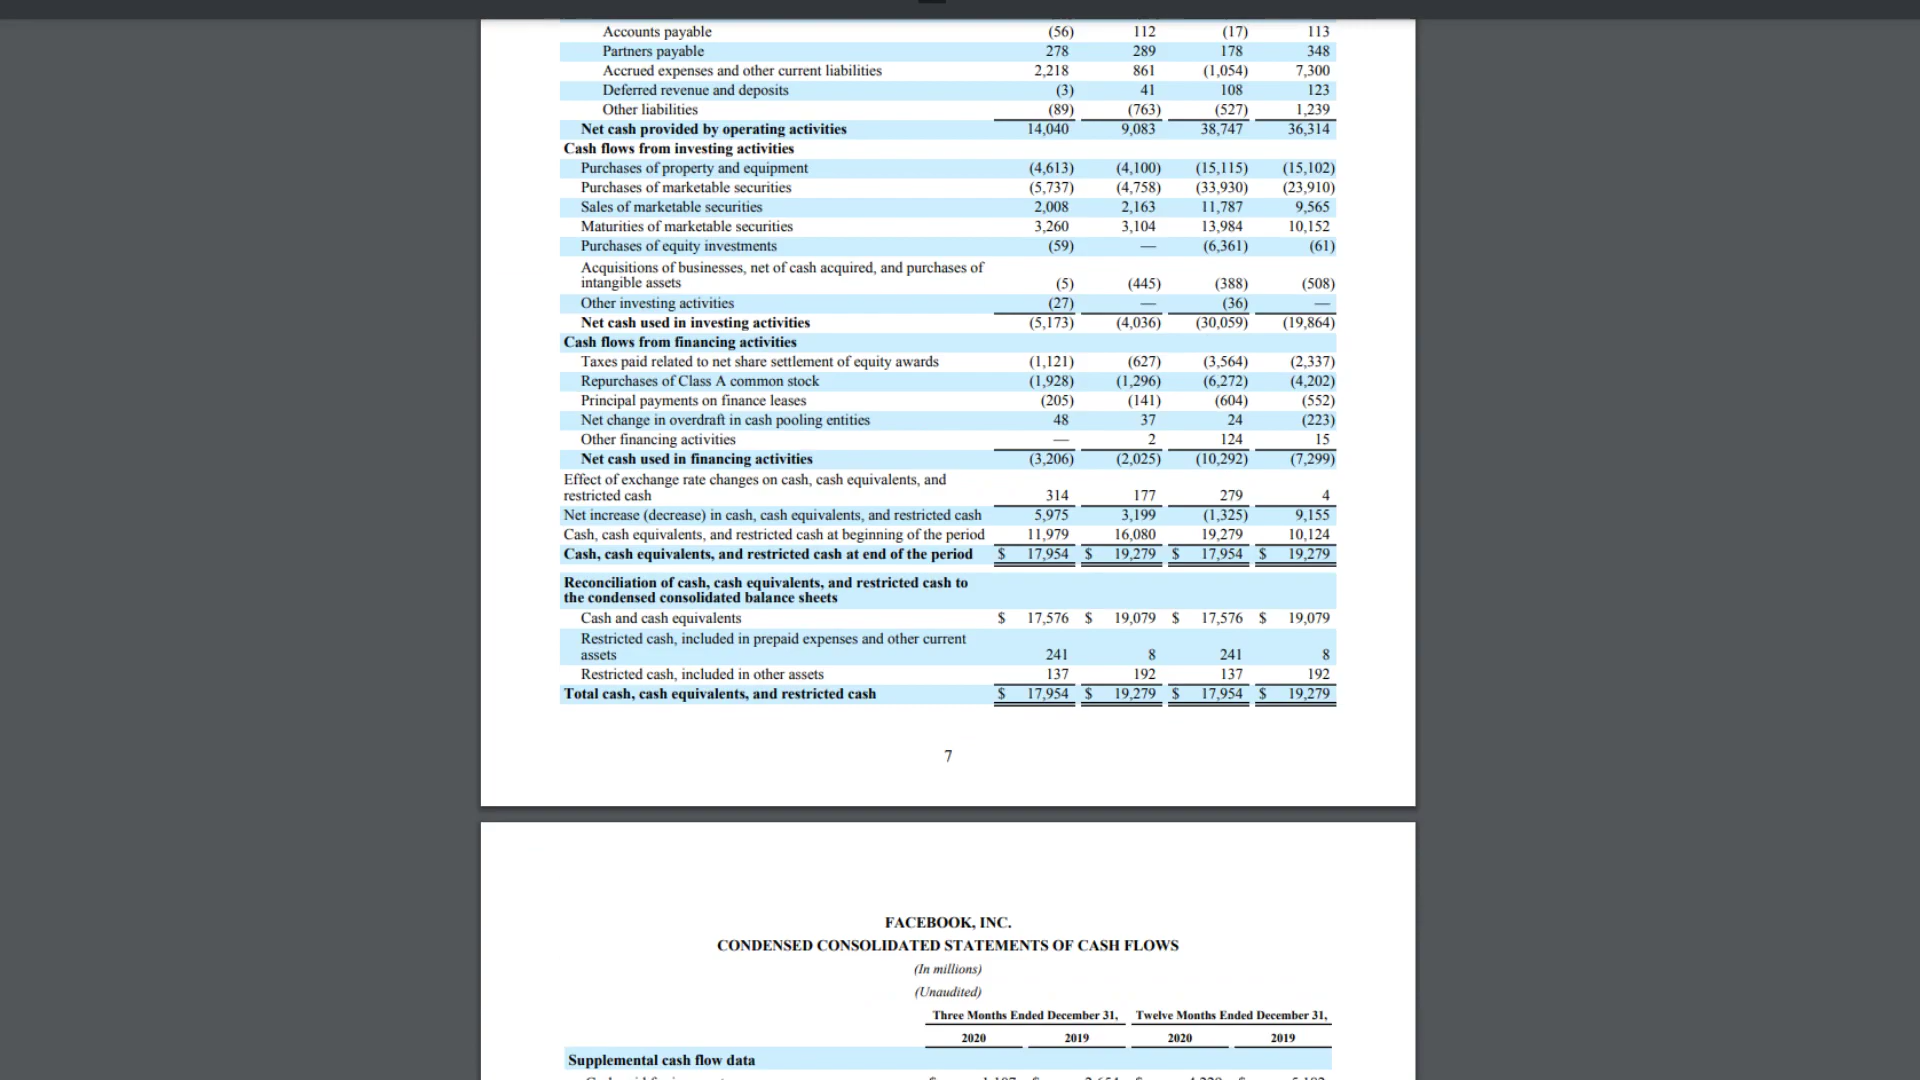 Accounts payable (56) 112 (17) 113
Partners payable 278 289 178 348
Accrued expenses and other current liabilities 2,218 861 (1,054) 7,300
Deferred revenue and deposits (3) 41 108 123
Other liabilities (89) (763) (527) 1,239
Net cash provided by operating activities 14,040 9,083 38,747 36,314
Cash flows from investing activities
Purchases of property and equipment (4,613) (4,100) (15,115) (15,102)
Purchases of marketable securities (5,737) (4,758) (33,930) (23,910)
Sales of marketable securities 2,008 2,163 11,787 9,565
Maturities of marketable securities 3,260 3,104 13,984 10,152
Purchases of equity investments (59) — (6,361) (61)
Acquisitions of businesses, net of cash acquired, and purchases of
intangible assets (5) (445) (388) (508)
Other investing activities (27) — (36) —
Net cash used in investing activities (5,173) (4,036) (30,059) (19,864)
Cash flows from financing activities
Taxes paid related to net share settlement of equity awards (1,121) (627) (3,564) (2,337)
Repurchases of Class A common stock (1,928) (1,296) (6,272) (4,202)
Principal payments on finance leases (205) (141) (604) (552)
Net change in overdraft in cash pooling entities 48 37 24 (223)
Other financing activities — 2 124 15
Net cash used in financing activities (3,206) (2,025) (10,292) (7,299)
Effect of exchange rate changes on cash, cash equivalents, and
restricted cash 314 177 279 4
Net increase (decrease) in cash, cash equivalents, and restricted cash 5,975 3,199 (1,325) 9,155
Cash, cash equivalents, and restricted cash at beginning of the period 11,979 16,080 19,279 10,124
Cash, cash equivalents, and restricted cash at end of the period $ 17,954 $ 19,279 $ 17,954 $ 19,279
Reconciliation of cash, cash equivalents, and restricted cash to
the condensed consolidated balance sheets
Cash and cash equivalents $ 17,576 $ 19,079 $ 17,576 $ 19,079
Restricted cash, included in prepaid expenses and other current
assets 241 8 241 8
Restricted cash, included in other assets 137 192 137 192
Total cash, cash equivalents, and restricted cash $ 17,954 $ 19,279 $ 17,954 $ 19,279
7
FACEBOOK, INC.
CONDENSED CONSOLIDATED STATEMENTS OF CASH FLOWS
(In millions)
(Unaudited)
Three Months Ended December 31, Twelve Months Ended December 31,
2020 2019 2020 2019
Supplemental cash flow data